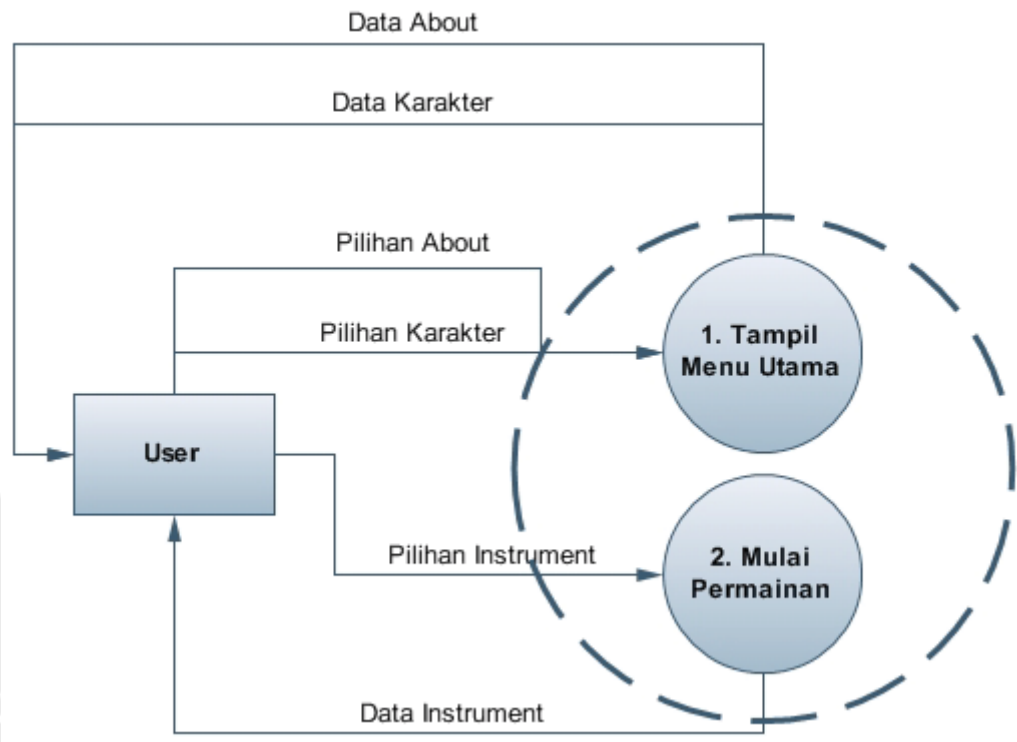 Data About
Data Karakter
Pilihan About
Pilihan Karakter
1. Tampil
Menu Utama
User
Pilihan Instrument
2. Mulai
Permainan
Data Instrument